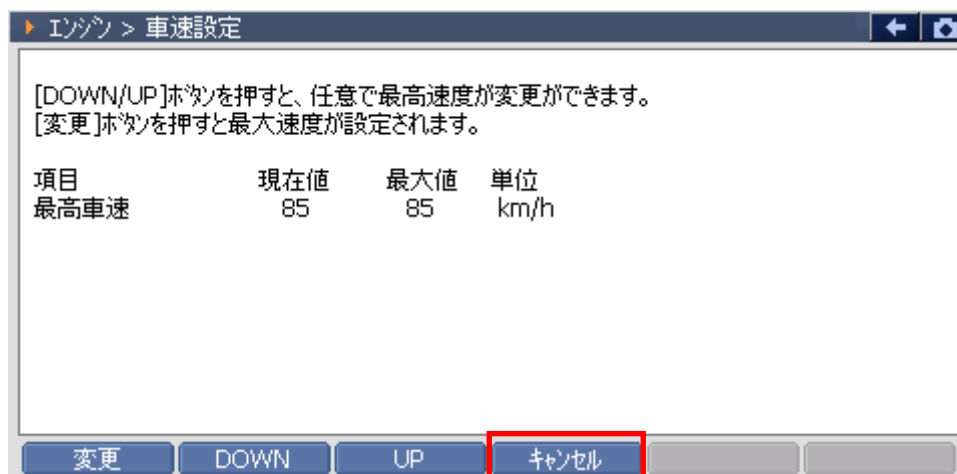 ｴﾝｼﾞﾝ > 車速設定
[DOWN/UP]ﾎﾞﾀﾝを押すと、任意で最高速度が変更ができます。
[変更]ﾎﾞﾀﾝを押すと最大速度が設定されます。
項目 現在値 最大値 単位
最高車速 85 85 km/h
変更 DOWN UP ｷｬﾝｾﾙ